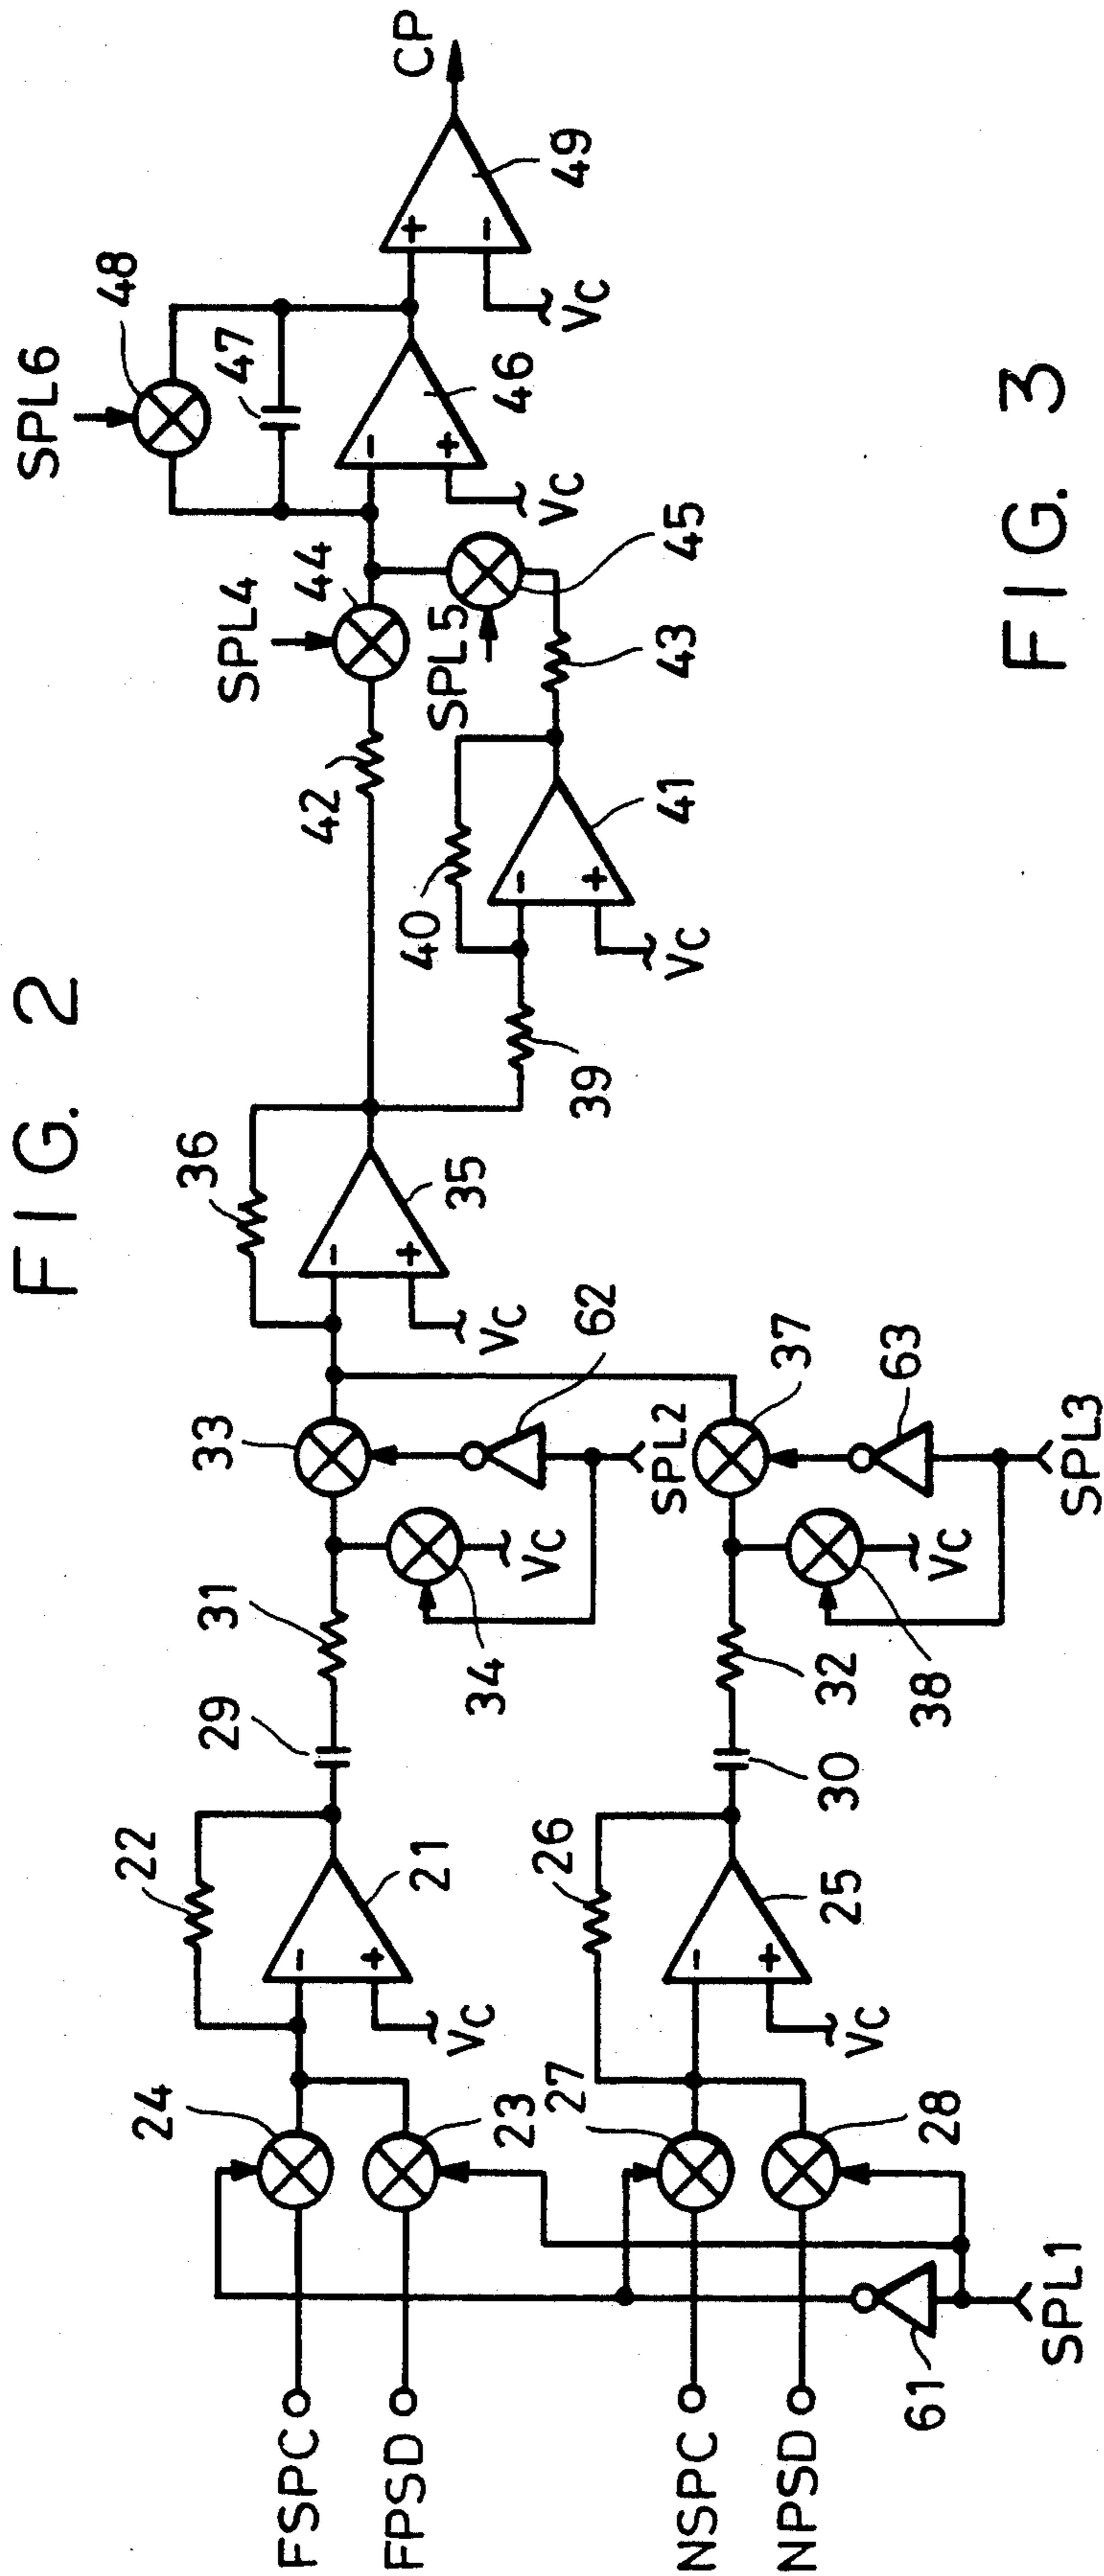 FIG. 2
SPL6
48
47
CP
49
VC
46
VC
SPL4
44
SPL5
45
42
43
40
41
VC
39
36
35
VC
33
62
SPL2
31
34
VC
29
37
63
SPL3
32
38
VC
30
22
21
VC
26
25
VC
24
23
27
28
FSPC
FPSD
NSPC
NPSD
61
SPL1
FIG. 3